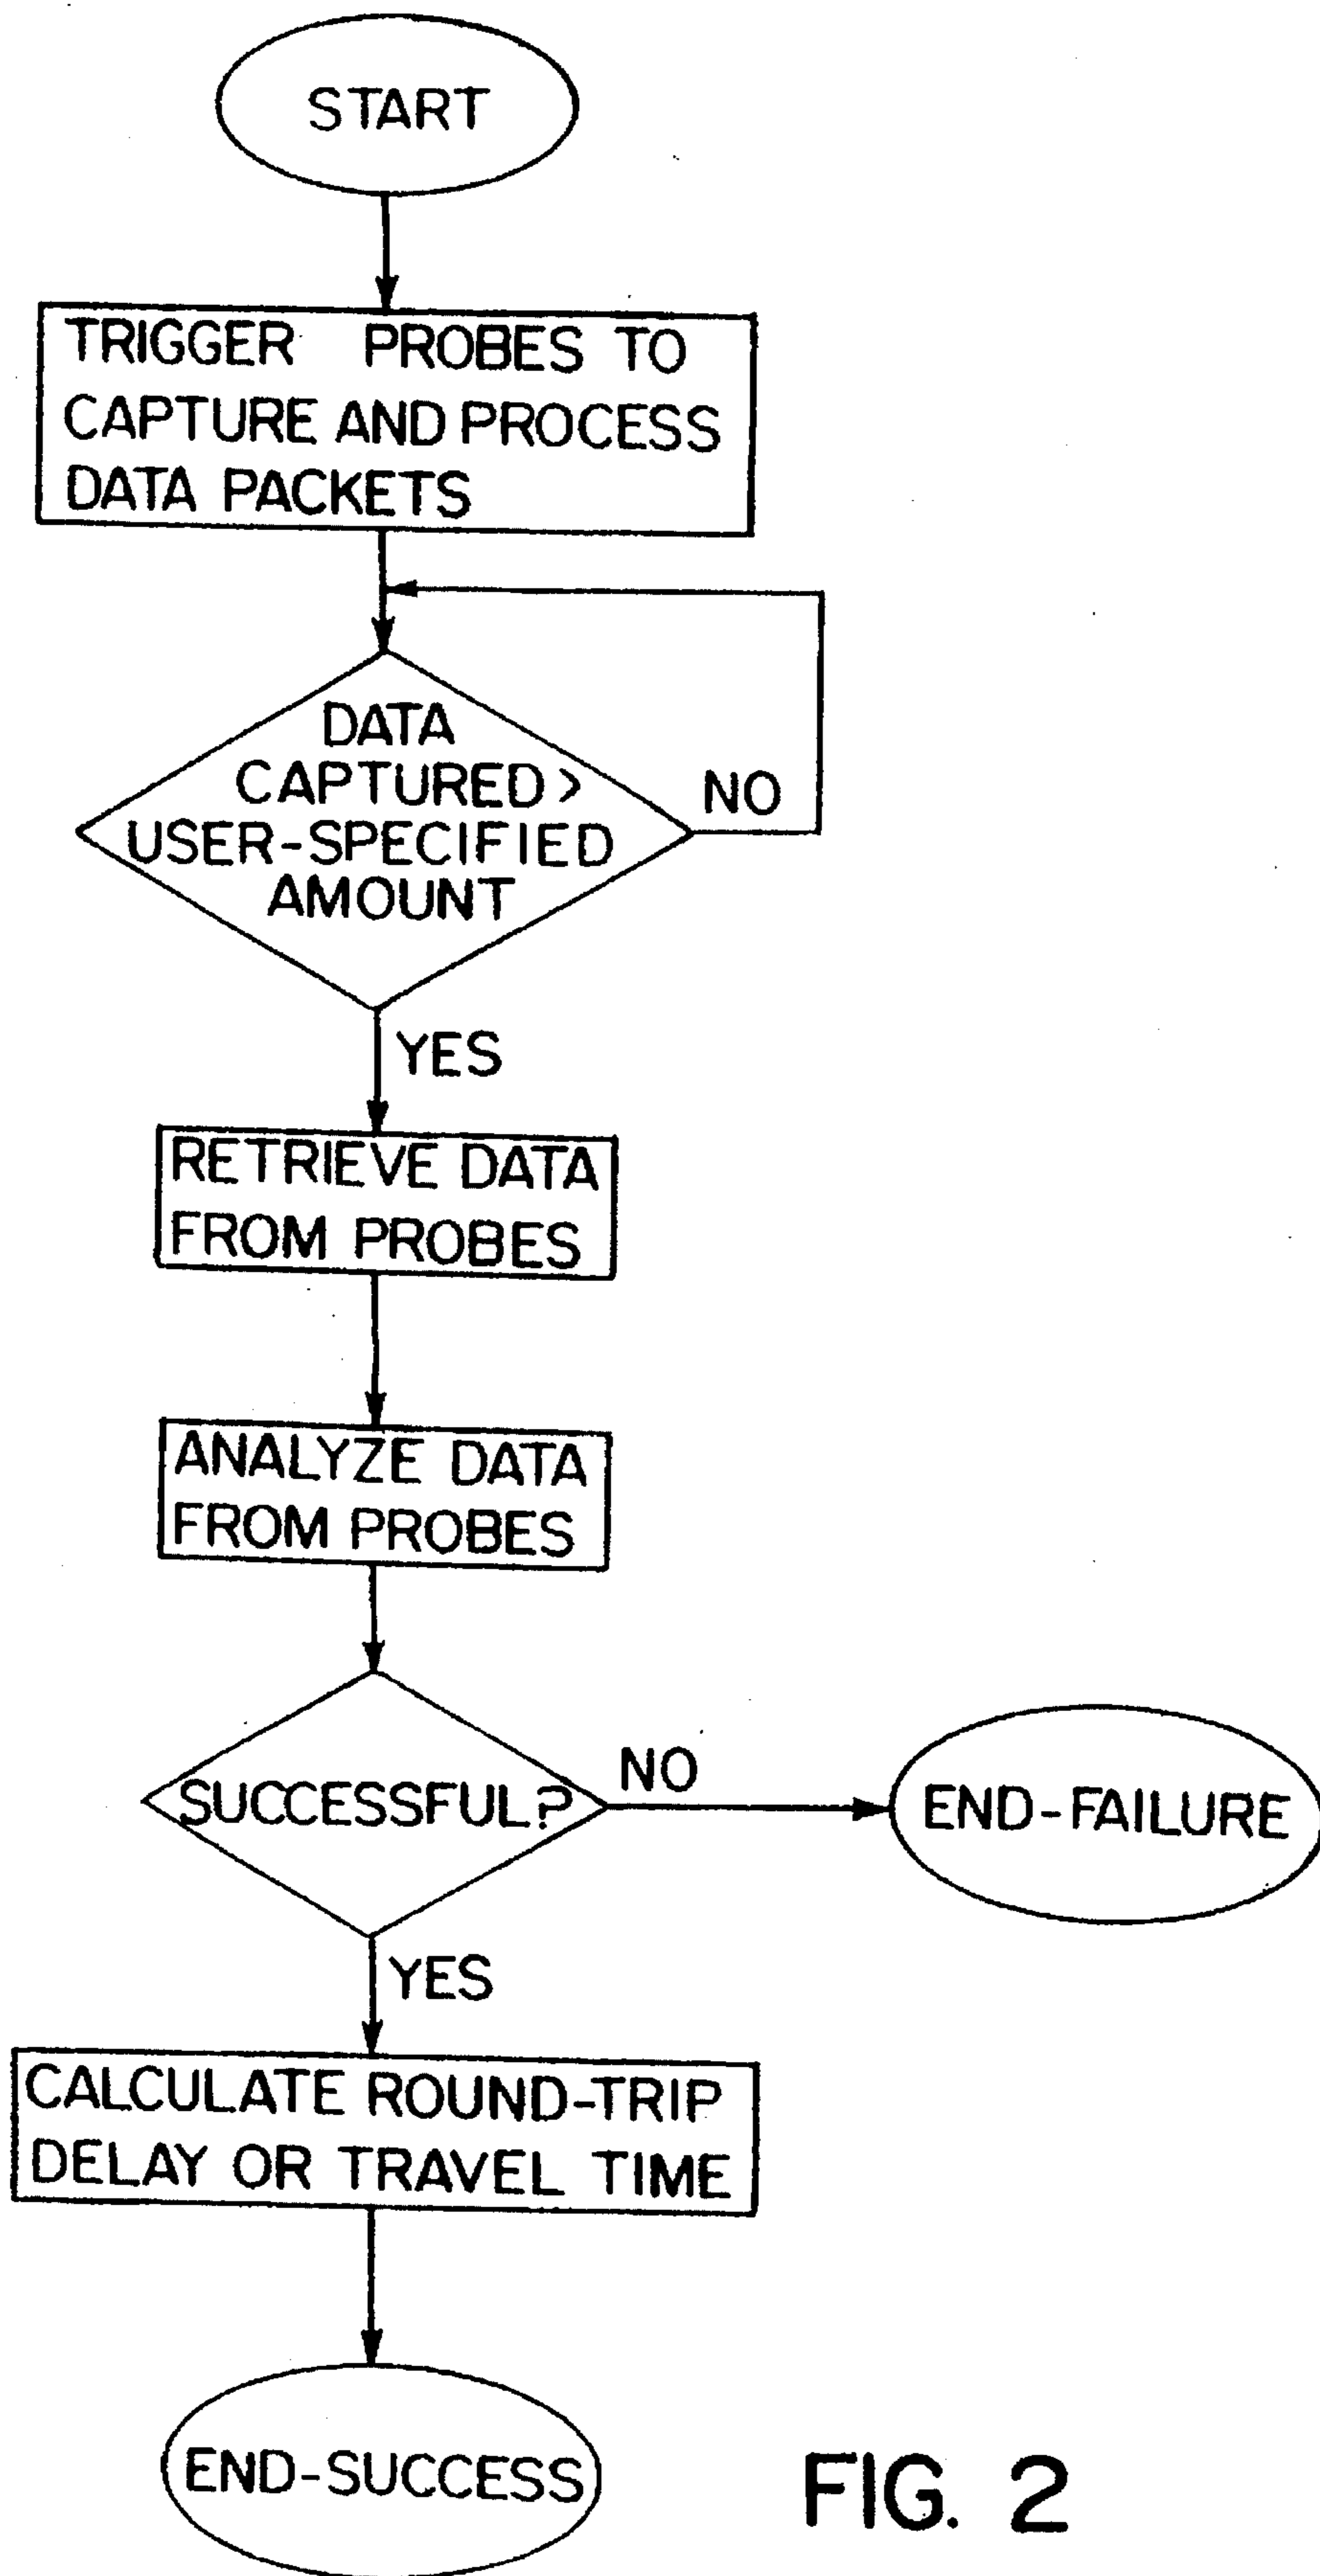 START
TRIGGER PROBES TO
CAPTURE AND PROCESS
DATA PACKETS
DATA
CAPTURED >
USER-SPECIFIED
AMOUNT
NO
YES
RETRIEVE DATA
FROM PROBES
ANALYZE DATA
FROM PROBES
SUCCESSFUL?
NO
END-FAILURE
YES
CALCULATE ROUND-TRIP
DELAY OR TRAVEL TIME
END-SUCCESS
FIG. 2